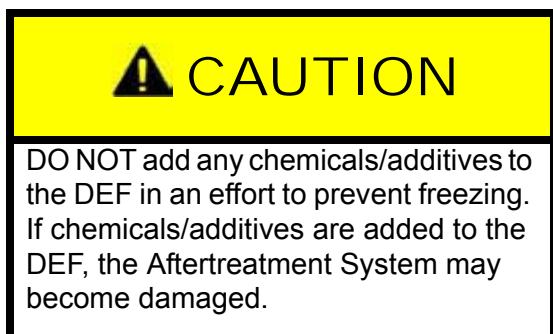 CAUTION
DO NOT add any chemicals/additives to
the DEF in an effort to prevent freezing.
If chemicals/additives are added to the
DEF, the Aftertreatment System may
become damaged.